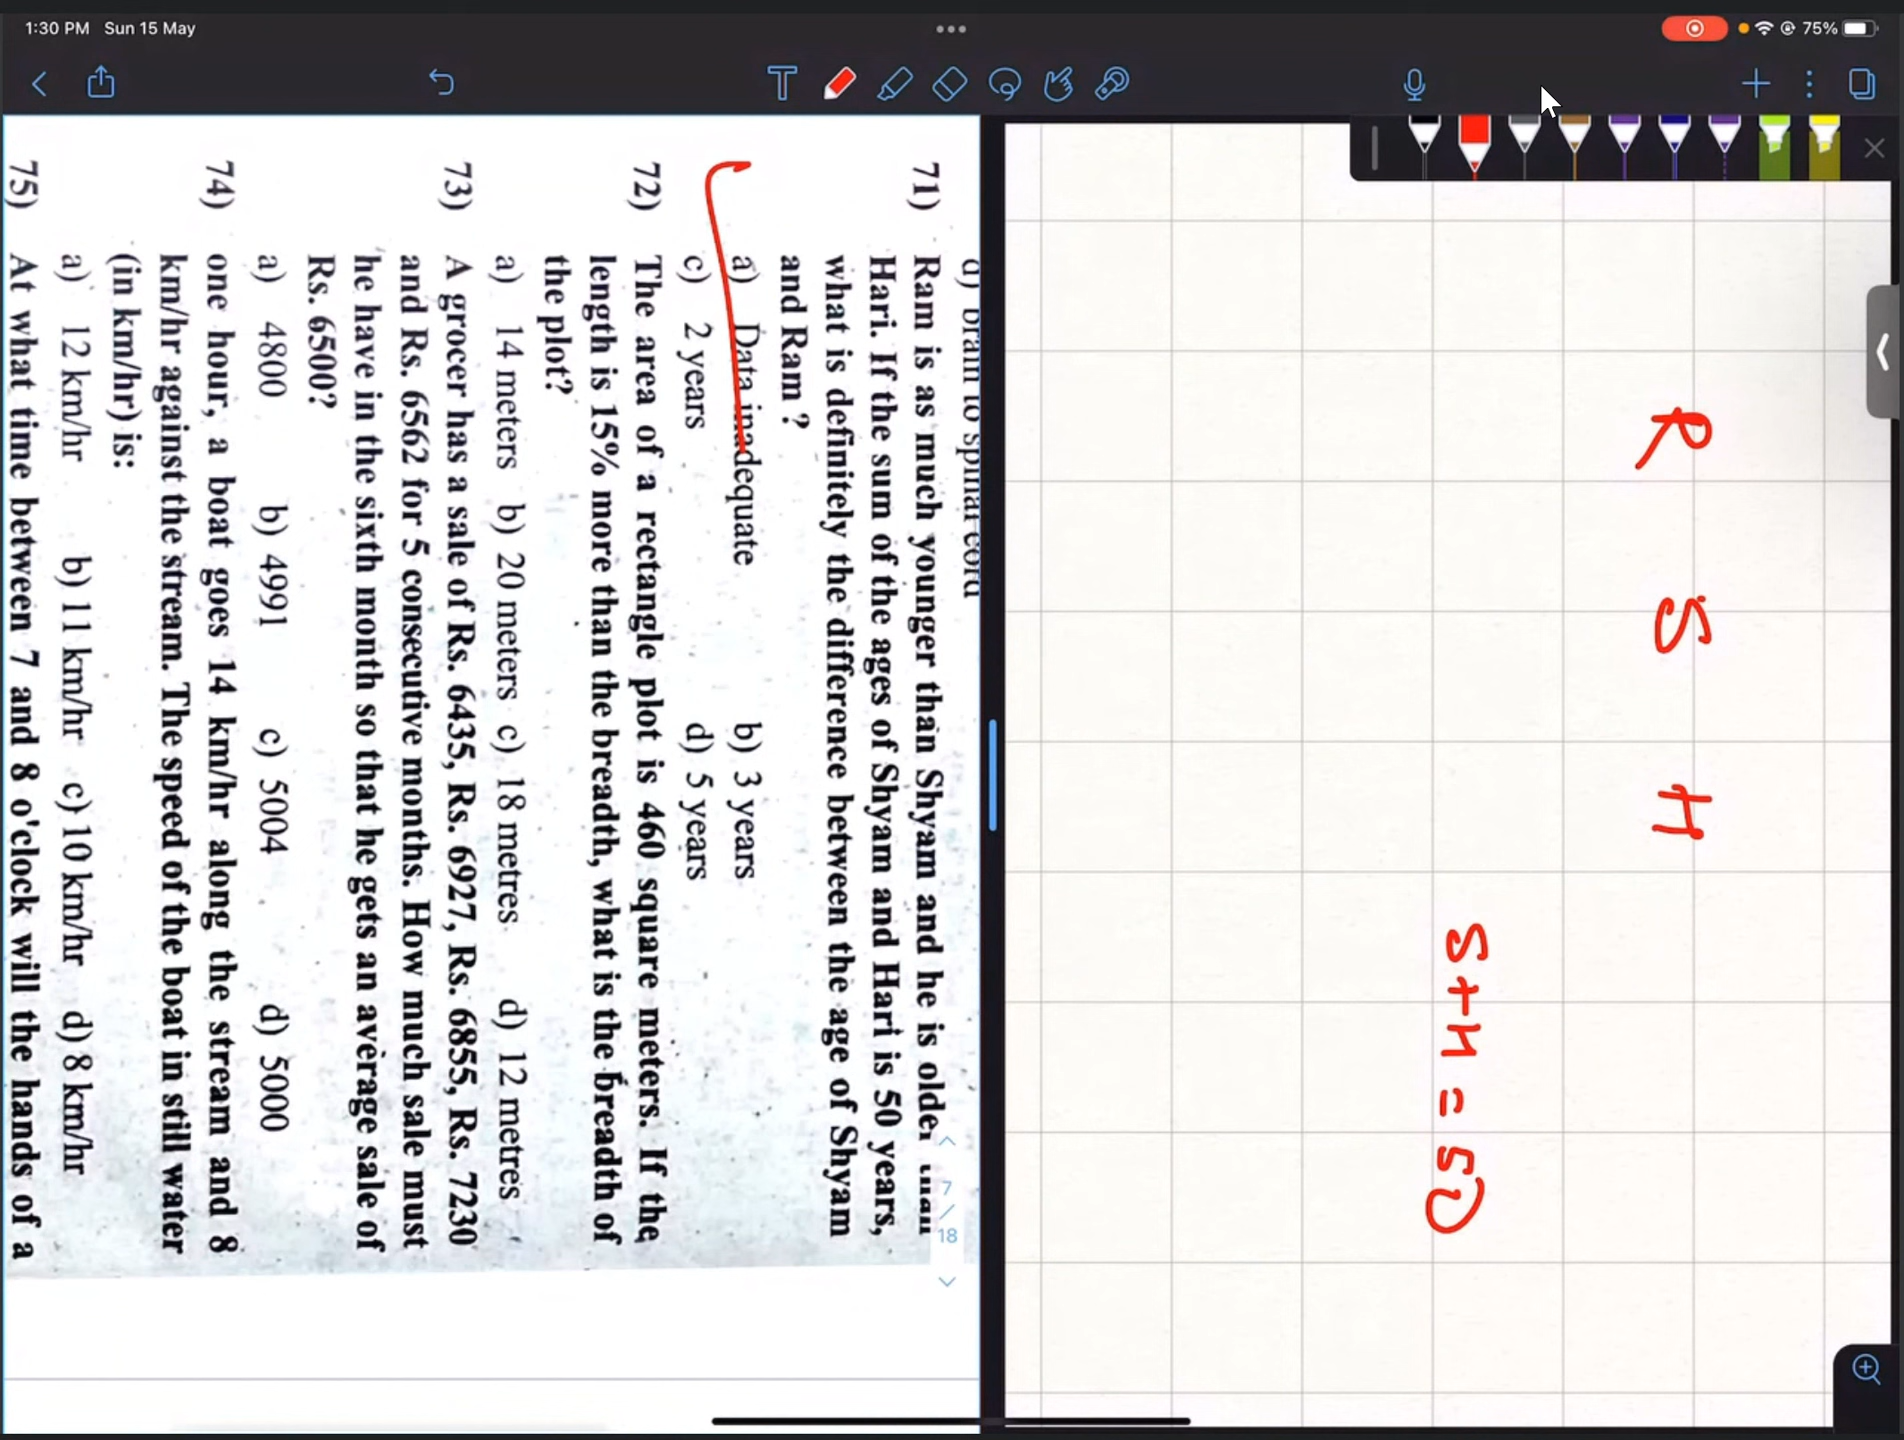 1:30 PM Sun 15 May
75%
d) brain to spinal cord
71) Ram is as much younger than Shyam and he is older than
Hari. If the sum of the ages of Shyam and Hari is 50 years,
what is definitely the difference between the age of Shyam
and Ram ?
a) Data inadequate b) 3 years
c) 2 years d) 5 years
72) The area of a rectangle plot is 460 square meters. If the
length is 15% more than the breadth, what is the breadth of
the plot?
a) 14 meters b) 20 meters c) 18 metres d) 12 metres
73) A grocer has a sale of Rs. 6435, Rs. 6927, Rs. 6855, Rs. 7230
and Rs. 6562 for 5 consecutive months. How much sale must
he have in the sixth month so that he gets an average sale of
Rs. 6500?
a) 4800 b) 4991 c) 5004 d) 5000
74) one hour, a boat goes 14 km/hr along the stream and 8
km/hr against the stream. The speed of the boat in still water
(in km/hr) is:
a) 12 km/hr b) 11 km/hr c) 10 km/hr d) 8 km/hr
75) At what time between 7 and 8 o'clock will the hands of a
7 / 18
R S H
S+H = 50